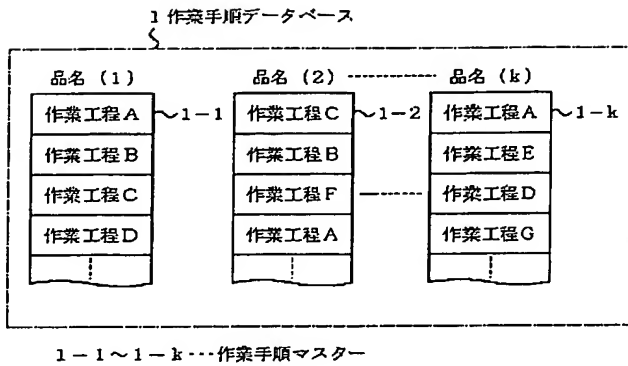 1 作業手順データベース
品名(1) 品名(2) 品名(k)
作業工程A 1-1 作業工程C 1-2 作業工程A 1-k
作業工程B 作業工程B 作業工程E
作業工程C 作業工程F 作業工程D
作業工程D 作業工程A 作業工程G
1-1~1-k…作業手順マスター